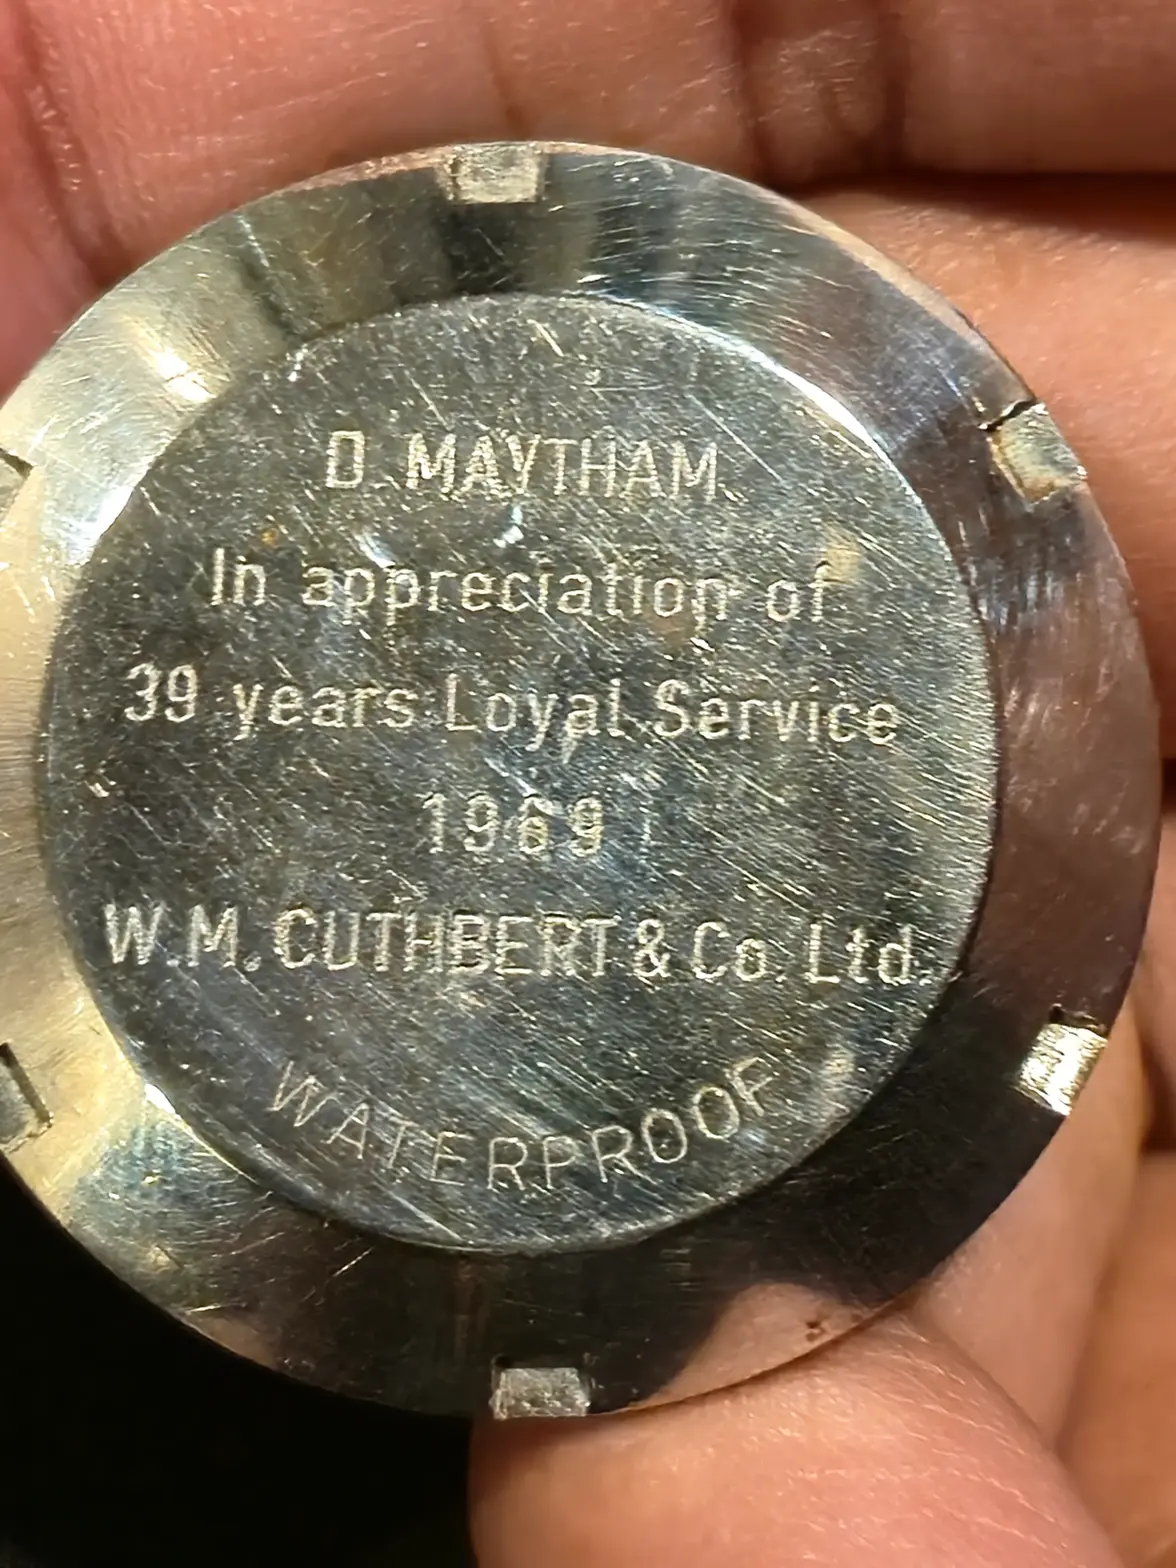 D. MAYTHAM
In appreciation of
39 years Loyal Service
1969
W.M. CUTHBERT & Co. Ltd.
WATERPROOF